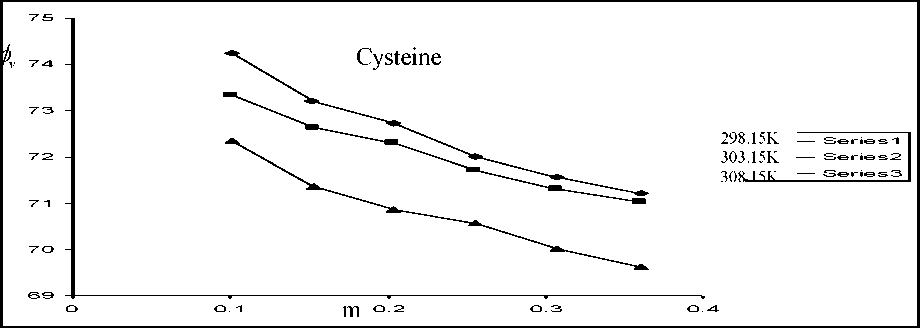 75
ϕv
Cysteine
74
73
72
71
70
69
298.15K Series1
303.15K Series2
308.15K Series3
0 0.1 m 0.2 0.3 0.4